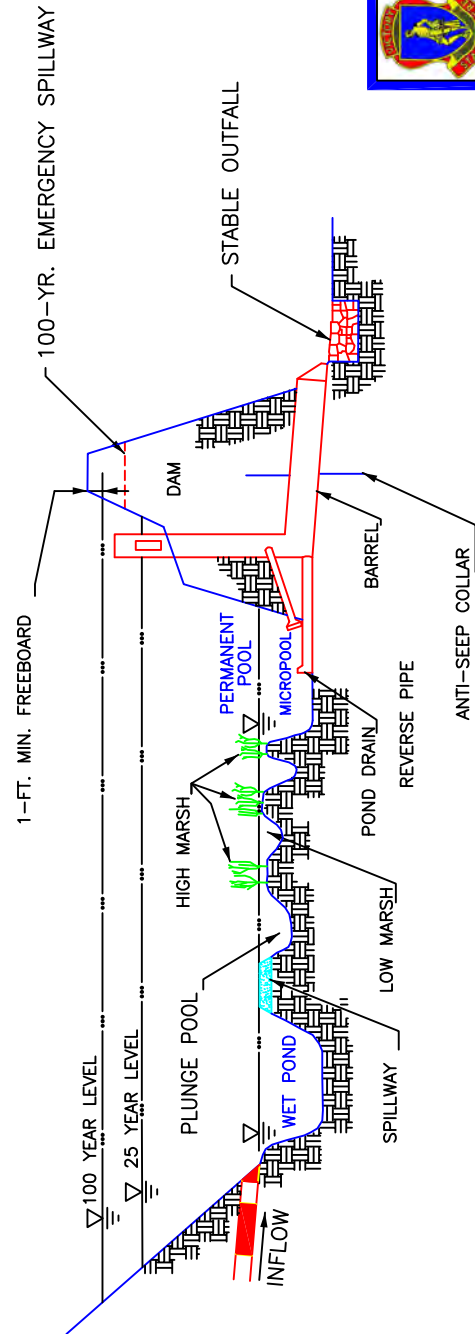 100-YR. EMERGENCY SPILLWAY
1-FT. MIN. FREEBOARD
STABLE OUTFALL
100 YEAR LEVEL
25 YEAR LEVEL
DAM
HIGH MARSH
PERMANENT
POOL
PLUNGE POOL
MICROPOOL
WET POND
INFLOW
BARREL
POND DRAIN
REVERSE PIPE
LOW MARSH
SPILLWAY
ANTI-SEEP COLLAR